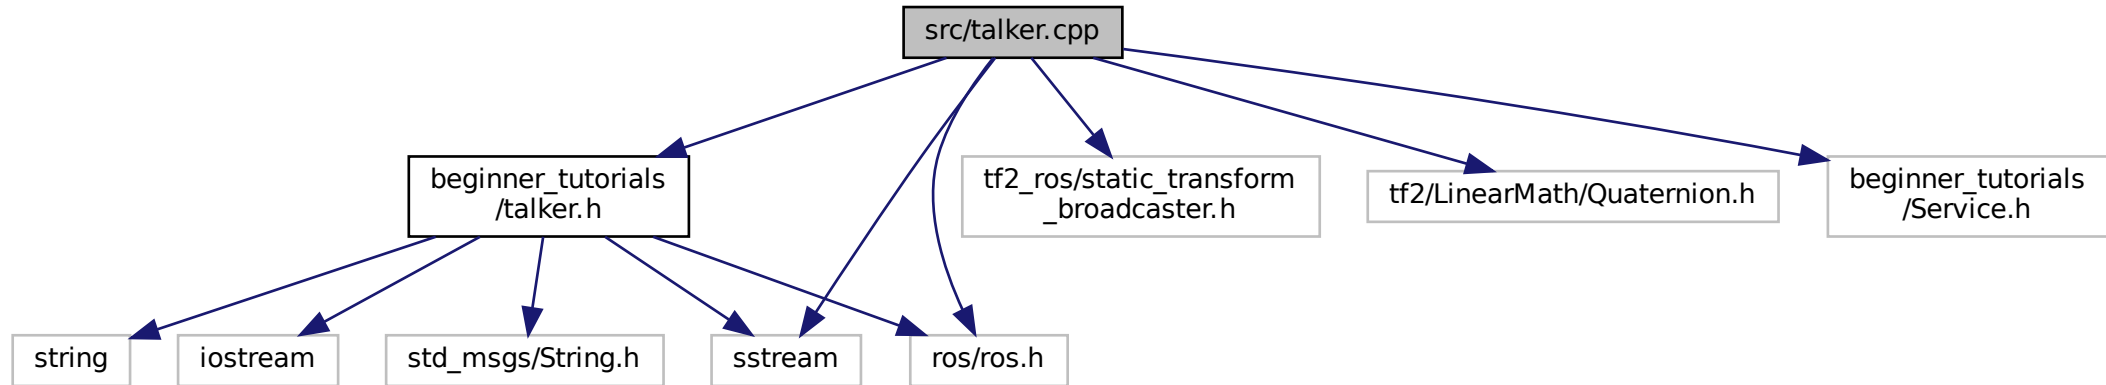 src/talker.cpp
beginner_tutorials
/talker.h
tf2_ros/static_transform
_broadcaster.h
tf2/LinearMath/Quaternion.h
beginner_tutorials
/Service.h
string
iostream
std_msgs/String.h
sstream
ros/ros.h